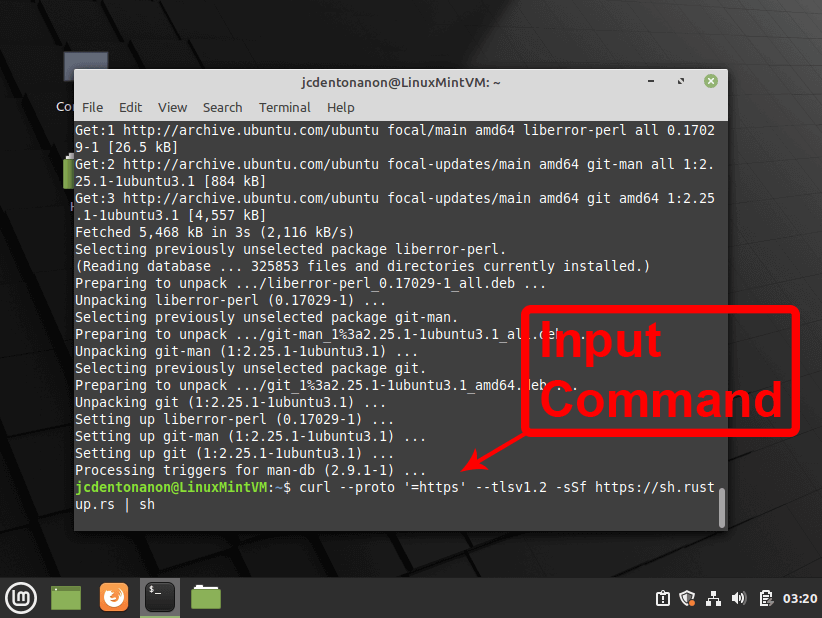 jcdentonanon@LinuxMintVM: ~
Co
File Edit View Search Terminal Help
Get:1 http://archive.ubuntu.com/ubuntu focal/main amd64 liberror-perl all 0.1702
9-1 [26.5 kB]
Get:2 http://archive.ubuntu.com/ubuntu focal-updates/main amd64 git-man all 1:2.
25.1-1ubuntu3.1 [884 kB]
Get:3 http://archive.ubuntu.com/ubuntu focal-updates/main amd64 git amd64 1:2.25
.1-1ubuntu3.1 [4,557 kB]
Fetched 5,468 kB in 3s (2,116 kB/s)
Selecting previously unselected package liberror-perl.
(Reading database ... 325853 files and directories currently installed.)
Preparing to unpack .../liberror-perl_0.17029-1_all.deb ...
Unpacking liberror-perl (0.17029-1) ...
Selecting previously unselected package git-man.
Preparing to unpack .../git-man_1%3a2.25.1-1ubuntu3.1_all.deb ...
Unpacking git-man (1:2.25.1-1ubuntu3.1) ...
Selecting previously unselected package git.
Preparing to unpack .../git_1%3a2.25.1-1ubuntu3.1_amd64.deb ...
Unpacking git (1:2.25.1-1ubuntu3.1) ...
Setting up liberror-perl (0.17029-1) ...
Setting up git-man (1:2.25.1-1ubuntu3.1) ...
Setting up git (1:2.25.1-1ubuntu3.1) ...
Processing triggers for man-db (2.9.1-1) ...
jcdentonanon@LinuxMintVM:~$ curl --proto '=https' --tlsv1.2 -sSf https://sh.rust
up.rs | sh
Input
Command
03:20